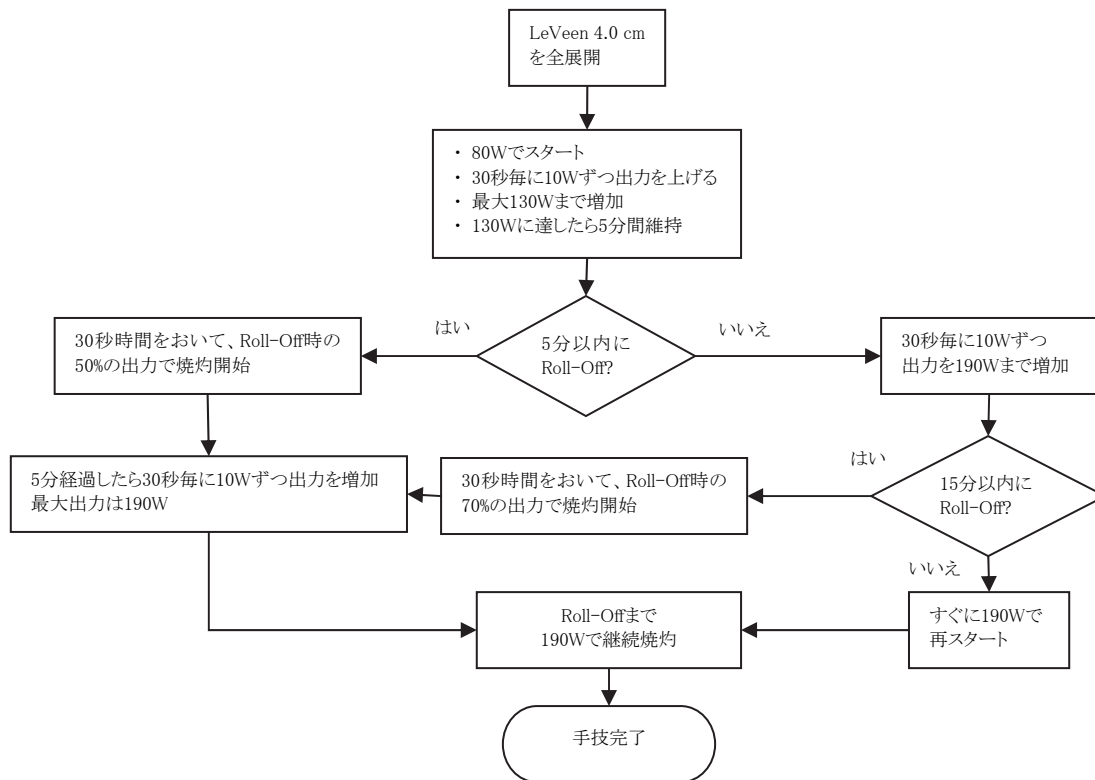 LeVeen 4.0 cm
を全展開
・ 80Wでスタート
・ 30秒毎に10Wずつ出力を上げる
・ 最大130Wまで増加
・ 130Wに達したら5分間維持
5分以内に
Roll-Off?
はい
いいえ
30秒時間をおいて、Roll-Off時の
50%の出力で焼灼開始
30秒毎に10Wずつ
出力を190Wまで増加
15分以内に
Roll-Off?
はい
いいえ
30秒時間をおいて、Roll-Off時の
70%の出力で焼灼開始
5分経過したら30秒毎に10Wずつ出力を増加
最大出力は190W
すぐに190Wで
再スタート
Roll-Offまで
190Wで継続焼灼
手技完了